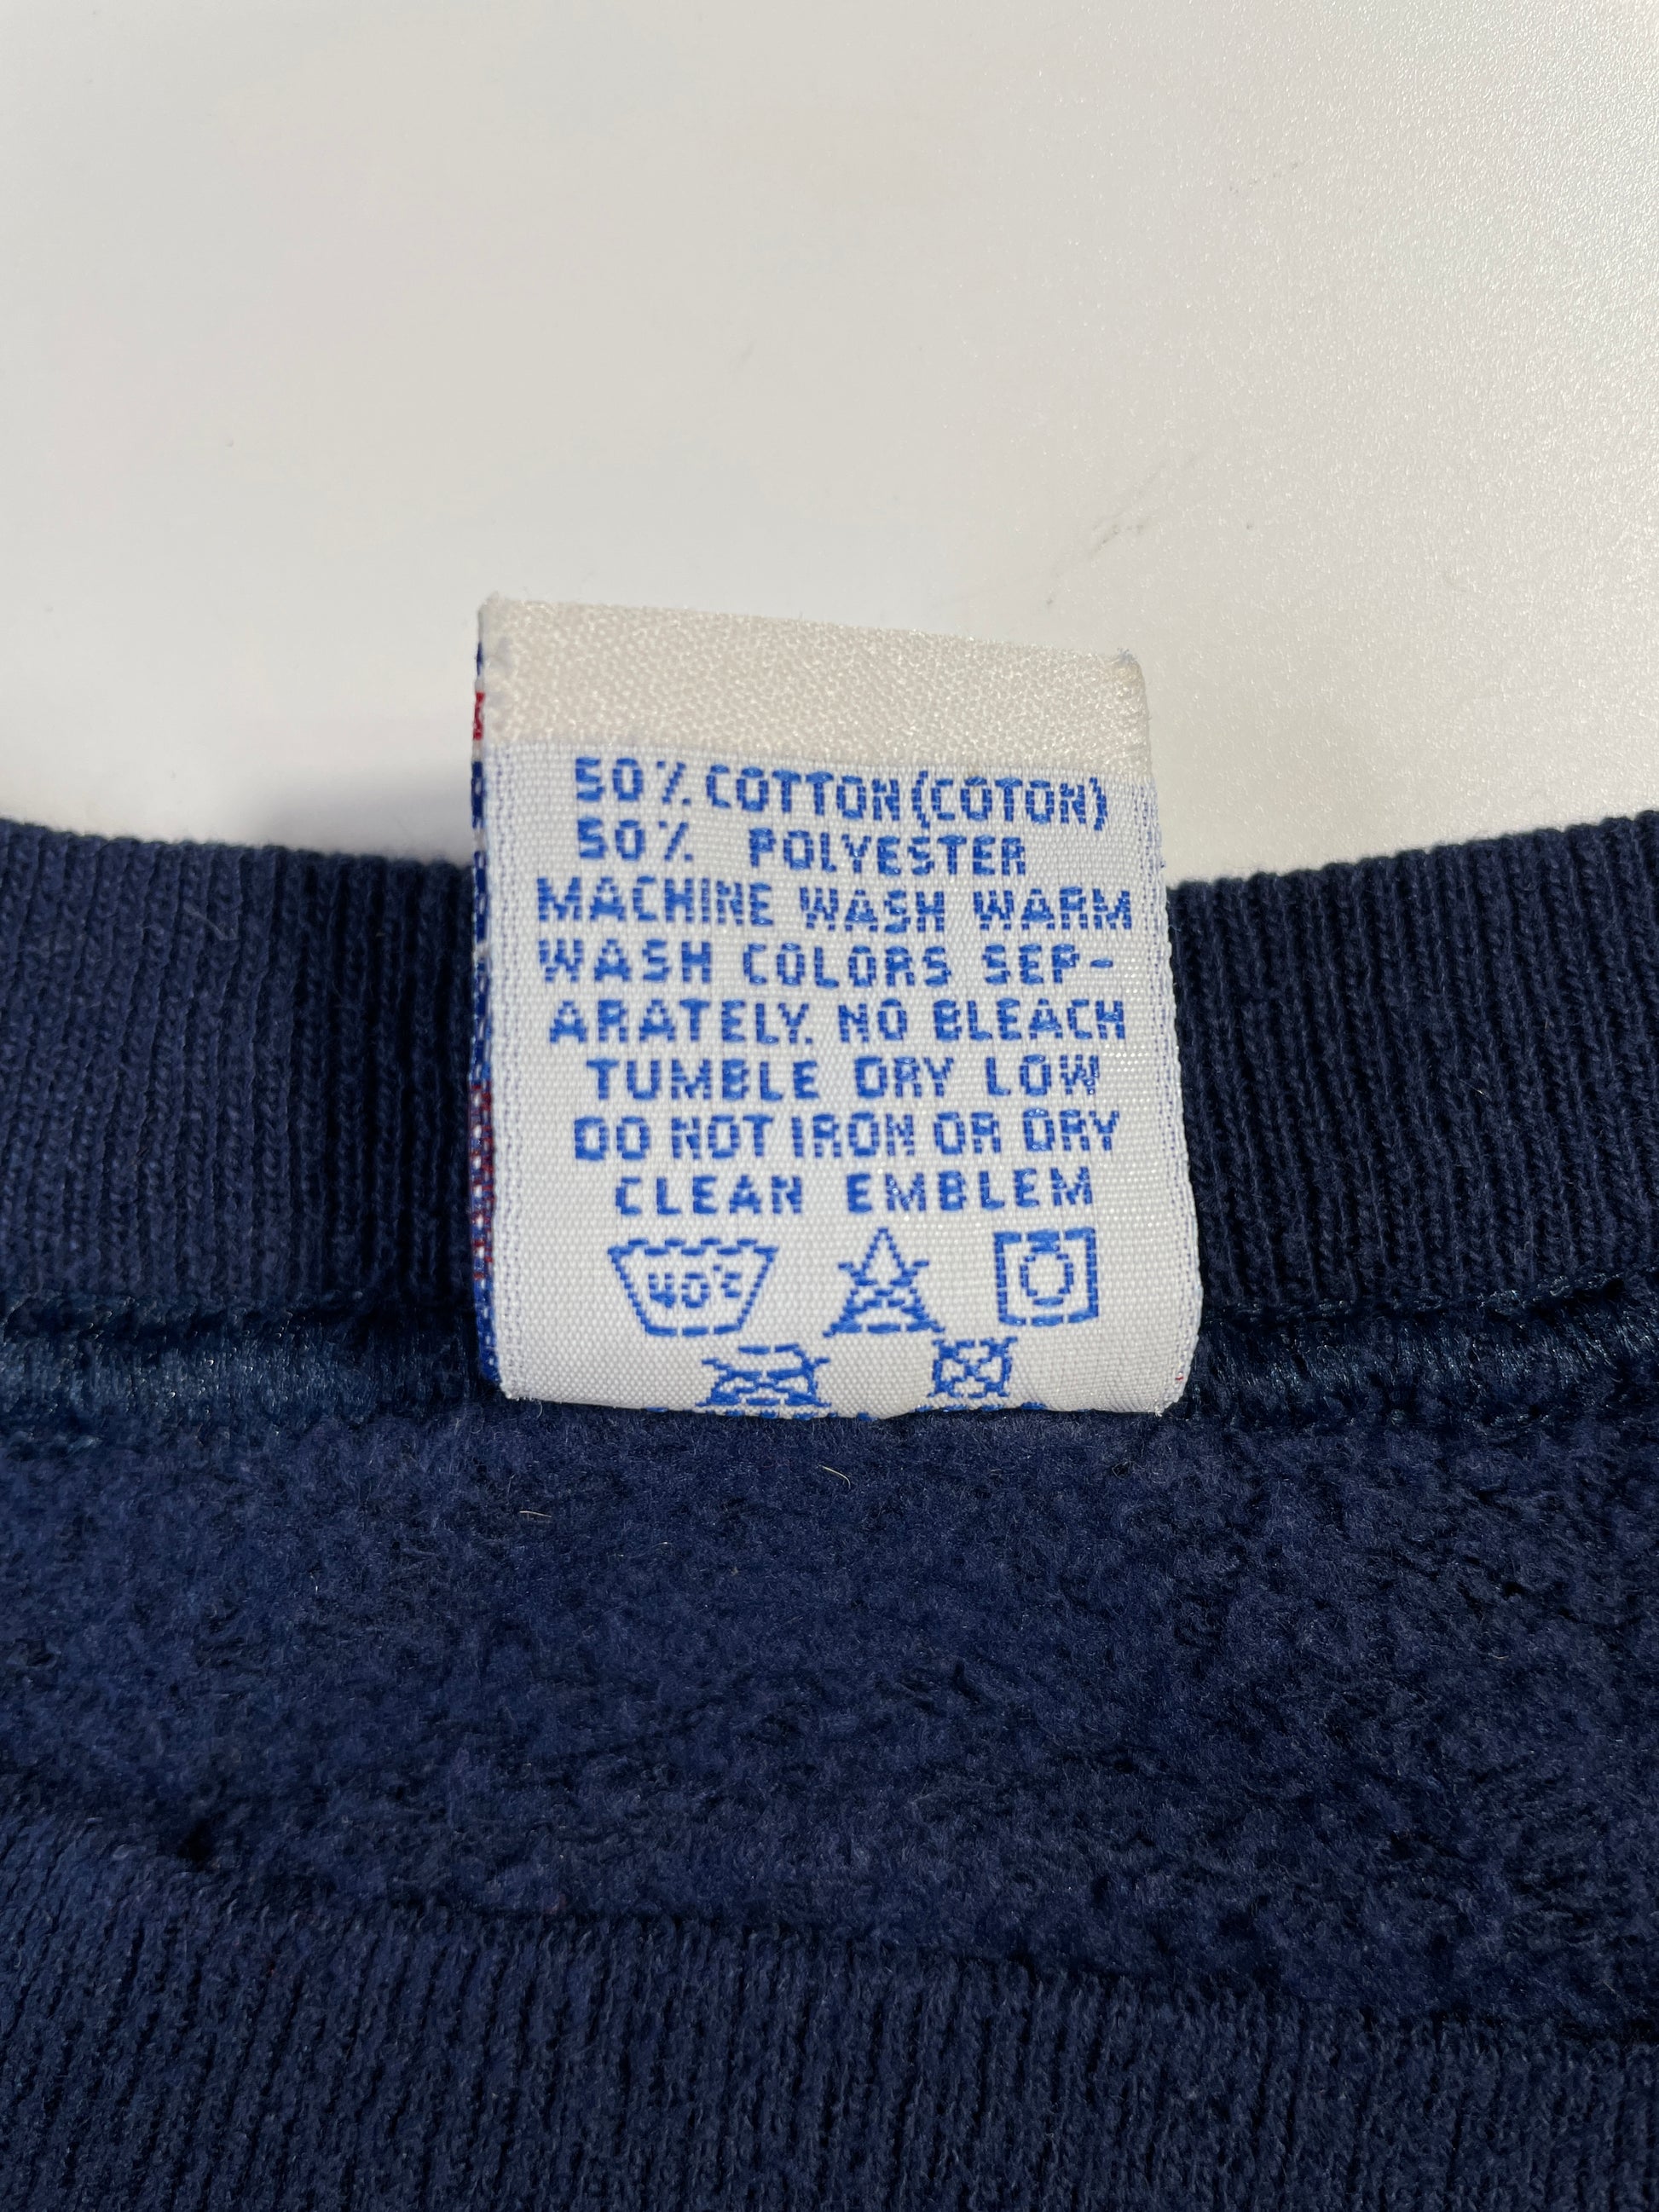 50% COTTON(COTON)
50% POLYESTER
MACHINE WASH WARM
WASH COLORS SEP-
ARATELY. NO BLEACH
TUMBLE DRY LOW
DO NOT IRON OR DRY
CLEAN EMBLEM
40°C